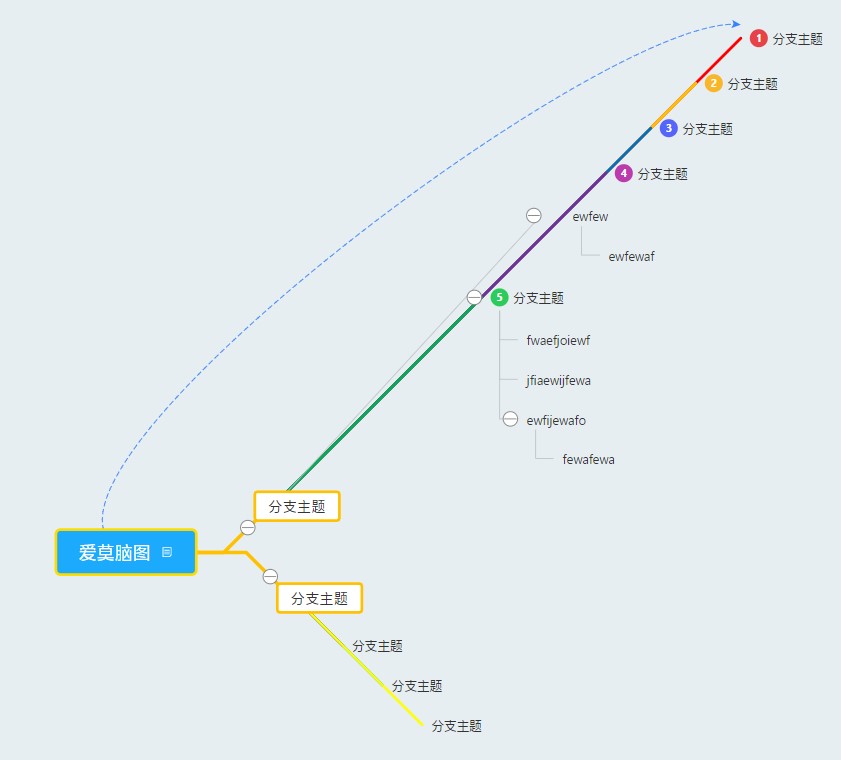 1 分支主题
2 分支主题
3 分支主题
4 分支主题
ewfew
ewfewaf
5 分支主题
fwaefjoiewf
jfiaewijfewa
ewfijewafo
fewafewa
分支主题
爱莫脑图
分支主题
分支主题
分支主题
分支主题